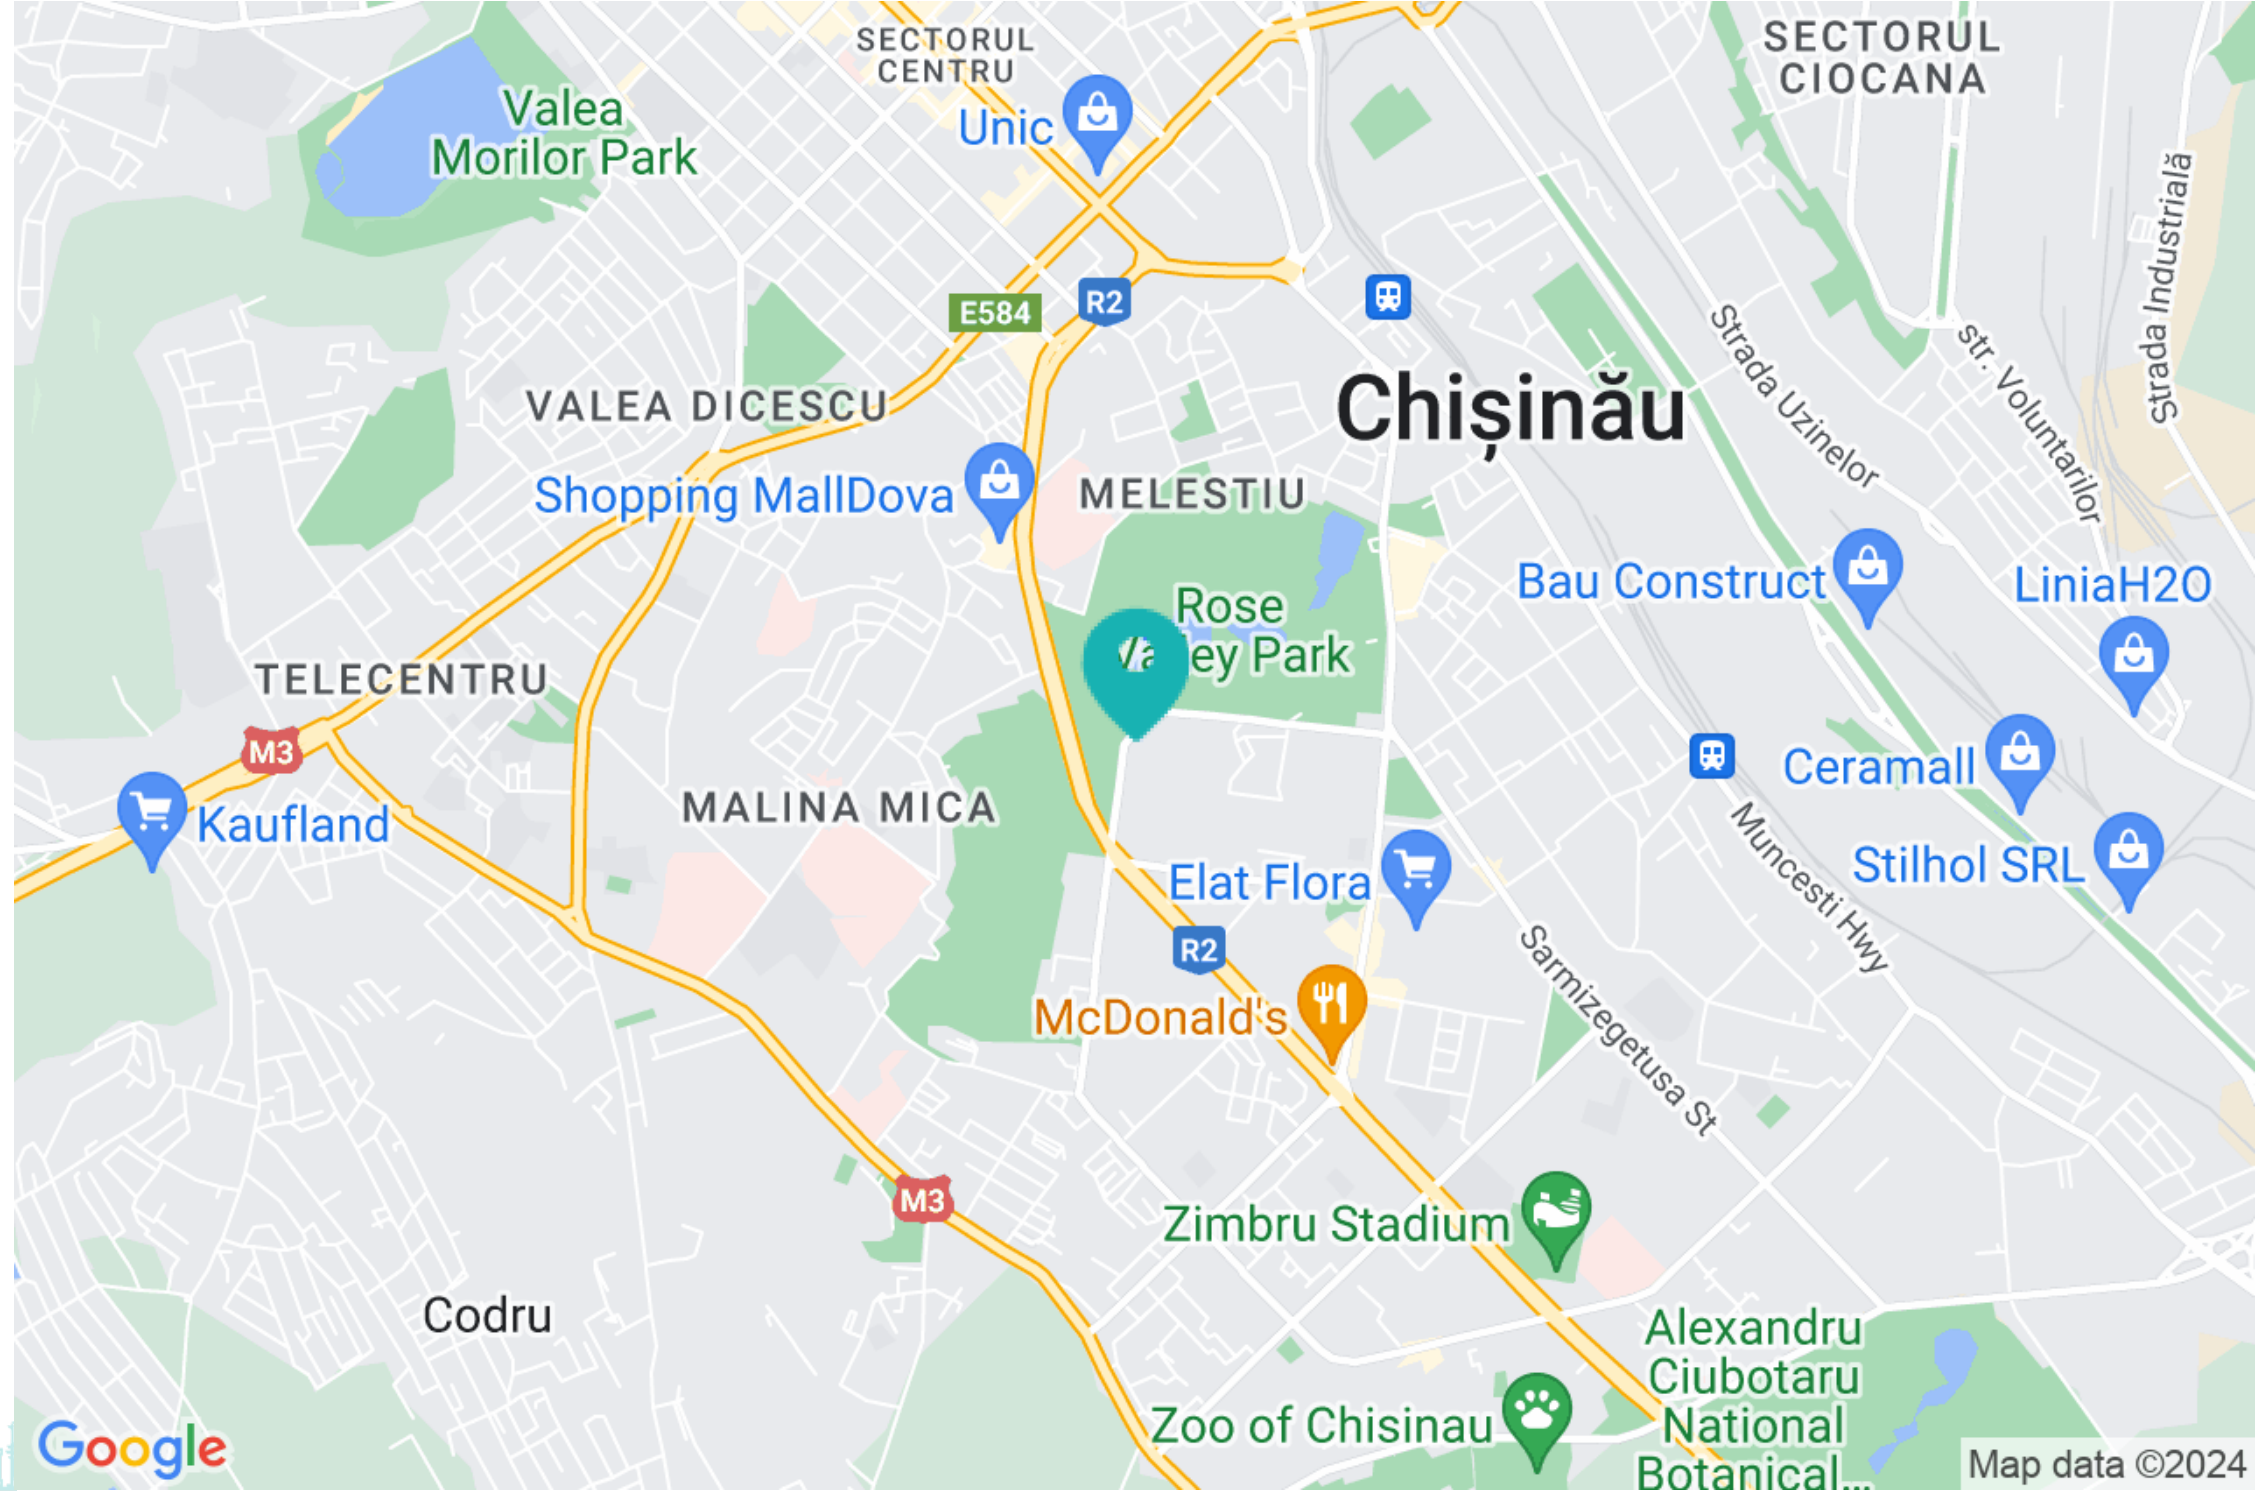 SECTORUL
CENTRU
SECTORUL
CIOCANA
Valea
Morilor Park
Unic
Strada Industrială
E584
R2
Strada Uzinelor
str. Voluntarilor
VALEA DICESCU
Chișinău
Shopping MallDova
MELESTIU
Bau Construct
LiniaH2O
Rose
ey Park
TELECENTRU
M3
Ceramall
Kaufland
MALINA MICA
Muncesti Hwy
Stilhol SRL
Elat Flora
R2
Sarmizegetusa St
McDonald's
M3
Zimbru Stadium
Codru
Alexandru
Ciubotaru
National
Botanical...
Zoo of Chisinau
Google
Map data ©2024